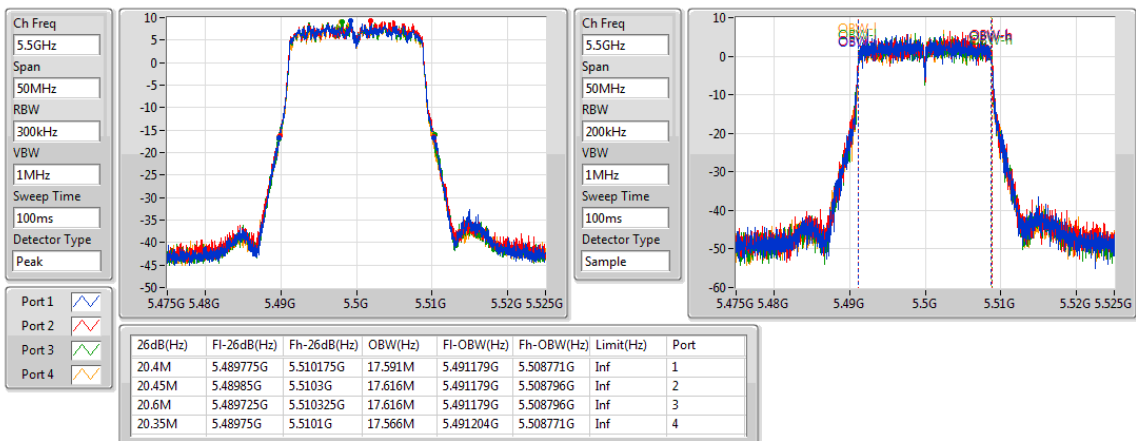 Ch Freq
5.5GHz
Span
50MHz
RBW
300kHz
VBW
1MHz
Sweep Time
100ms
Detector Type
Peak
10
5
0
-5
-10
-15
-20
-25
-30
-35
-40
-45
-50
5.475G 5.48G 5.49G 5.5G 5.51G 5.52G 5.525G
Ch Freq
5.5GHz
Span
50MHz
RBW
200kHz
VBW
1MHz
Sweep Time
100ms
Detector Type
Sample
10
0
-10
-20
-30
-40
-50
-60
OBW-l
OBW-h
5.475G 5.48G 5.49G 5.5G 5.51G 5.52G 5.525G
Port 1
Port 2
Port 3
Port 4
26dB(Hz) Fl-26dB(Hz) Fh-26dB(Hz) OBW(Hz) Fl-OBW(Hz) Fh-OBW(Hz) Limit(Hz) Port
20.4M 5.489775G 5.510175G 17.591M 5.491179G 5.508771G Inf 1
20.45M 5.48985G 5.5103G 17.616M 5.491179G 5.508796G Inf 2
20.6M 5.489725G 5.510325G 17.616M 5.491179G 5.508796G Inf 3
20.35M 5.48975G 5.5101G 17.566M 5.491204G 5.508771G Inf 4